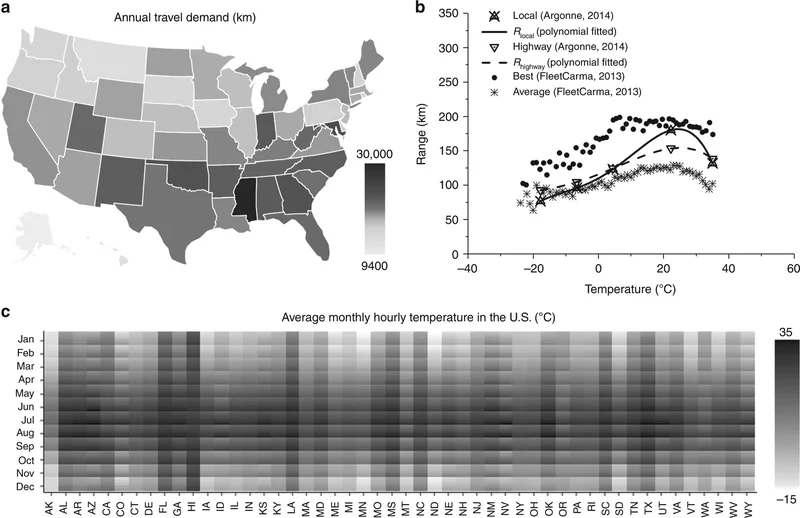 a
Annual travel demand (km)
30,000
9400
b
350
300
250
200
150
100
50
0
Range (km)
Local (Argonne, 2014)
Rlocal (polynomial fitted)
Highway (Argonne, 2014)
Rhighway (polynomial fitted)
Best (FleetCarma, 2013)
Average (FleetCarma, 2013)
−40 −20 0 20 40 60
Temperature (°C)
c
Average monthly hourly temperature in the U.S. (°C)
Jan
Feb
Mar
Apr
May
Jun
Jul
Aug
Sep
Oct
Nov
Dec
AK AL AR AZ CA CO CT DE FL GA HI IA ID IL IN KS KY LA MA MD ME MI MN MO MS MT NC ND NE NH NJ NM NV NY OH OK OR PA RI SC SD TN TX UT VA VT WA WI WV WY
35
−15